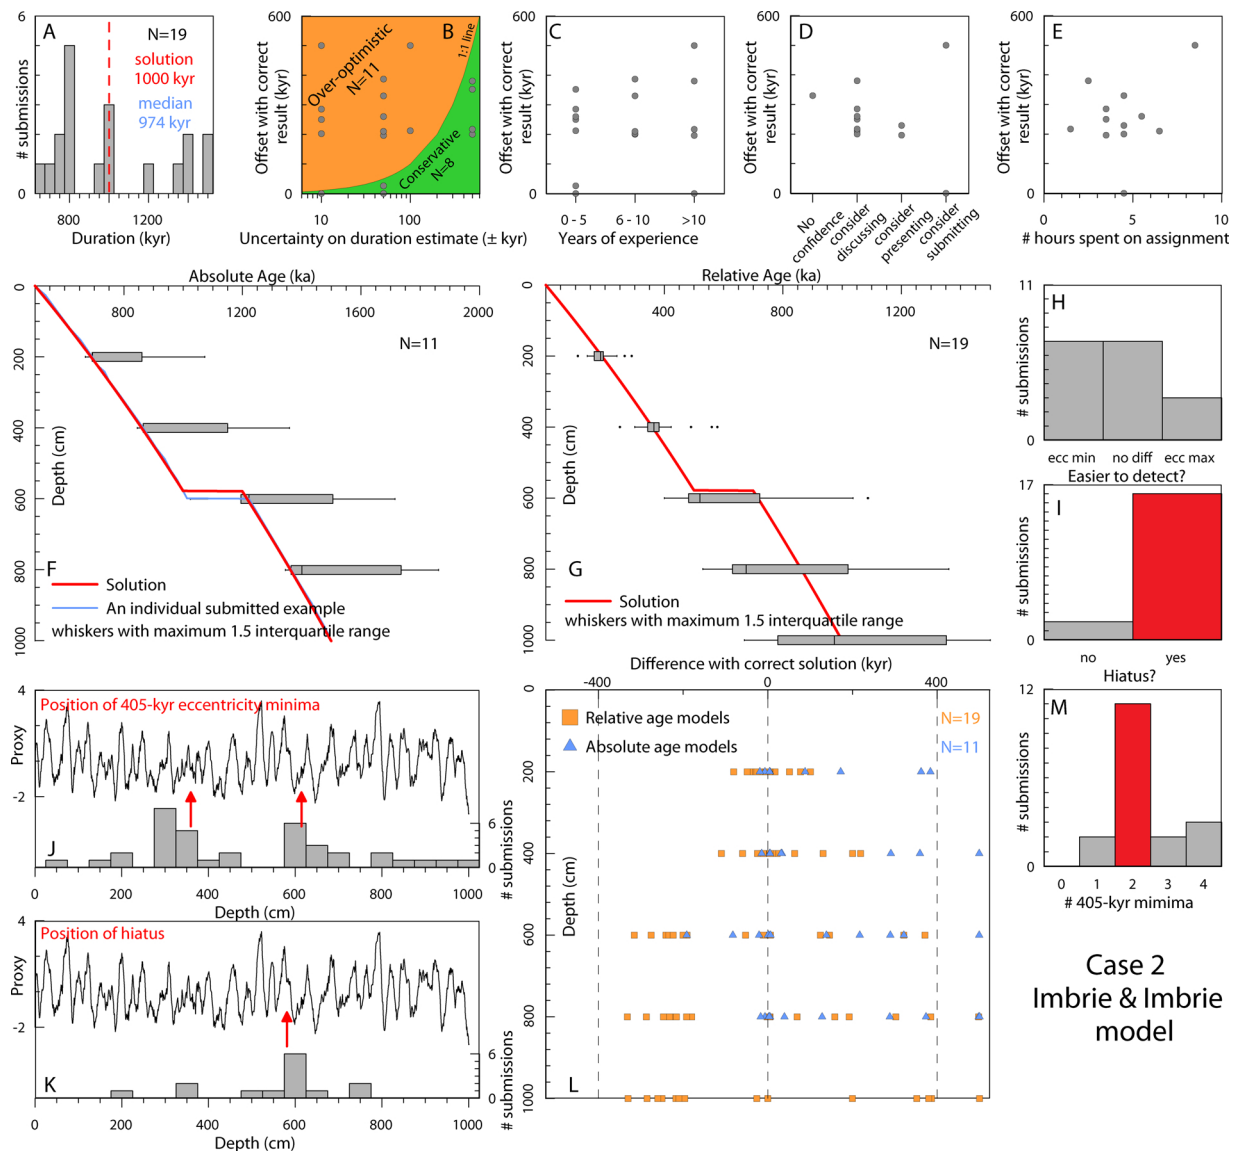 A
N=19
solution
1000 kyr
median
974 kyr
# submissions
6
0
800
1200
Duration (kyr)
B
Over-optimistic
N=11
Conservative
N=8
1:1 line
Offset with correct
result (kyr)
600
0
10
100
Uncertainty on duration estimate (± kyr)
C
Offset with correct
result (kyr)
600
0
0 - 5
6 - 10
>10
Years of experience
D
Offset with correct
result (kyr)
600
0
No
confidence
consider
discussing
consider
presenting
consider
submitting
E
Offset with correct
result (kyr)
600
0
0
5
10
# hours spent on assignment
Absolute Age (ka)
800
1200
1600
2000
0
200
400
600
800
1000
Depth (cm)
N=11
F
Solution
An individual submitted example
whiskers with maximum 1.5 interquartile range
Relative Age (ka)
400
800
1200
0
200
400
600
800
1000
Depth (cm)
N=19
G
Solution
whiskers with maximum 1.5 interquartile range
H
# submissions
11
0
ecc min
no diff
ecc max
Easier to detect?
I
# submissions
17
0
no
yes
Hiatus?
J
Position of 405-kyr eccentricity minima
Proxy
4
-2
6
0
# submissions
0
200
400
600
800
1000
Depth (cm)
K
Position of hiatus
Proxy
4
-2
6
0
# submissions
0
200
400
600
800
1000
Depth (cm)
Difference with correct solution (kyr)
-400
0
400
0
200
400
600
800
1000
Depth (cm)
Relative age models
N=19
Absolute age models
N=11
L
M
# submissions
12
0
0
1
2
3
4
# 405-kyr mimima
Case 2
Imbrie & Imbrie
model